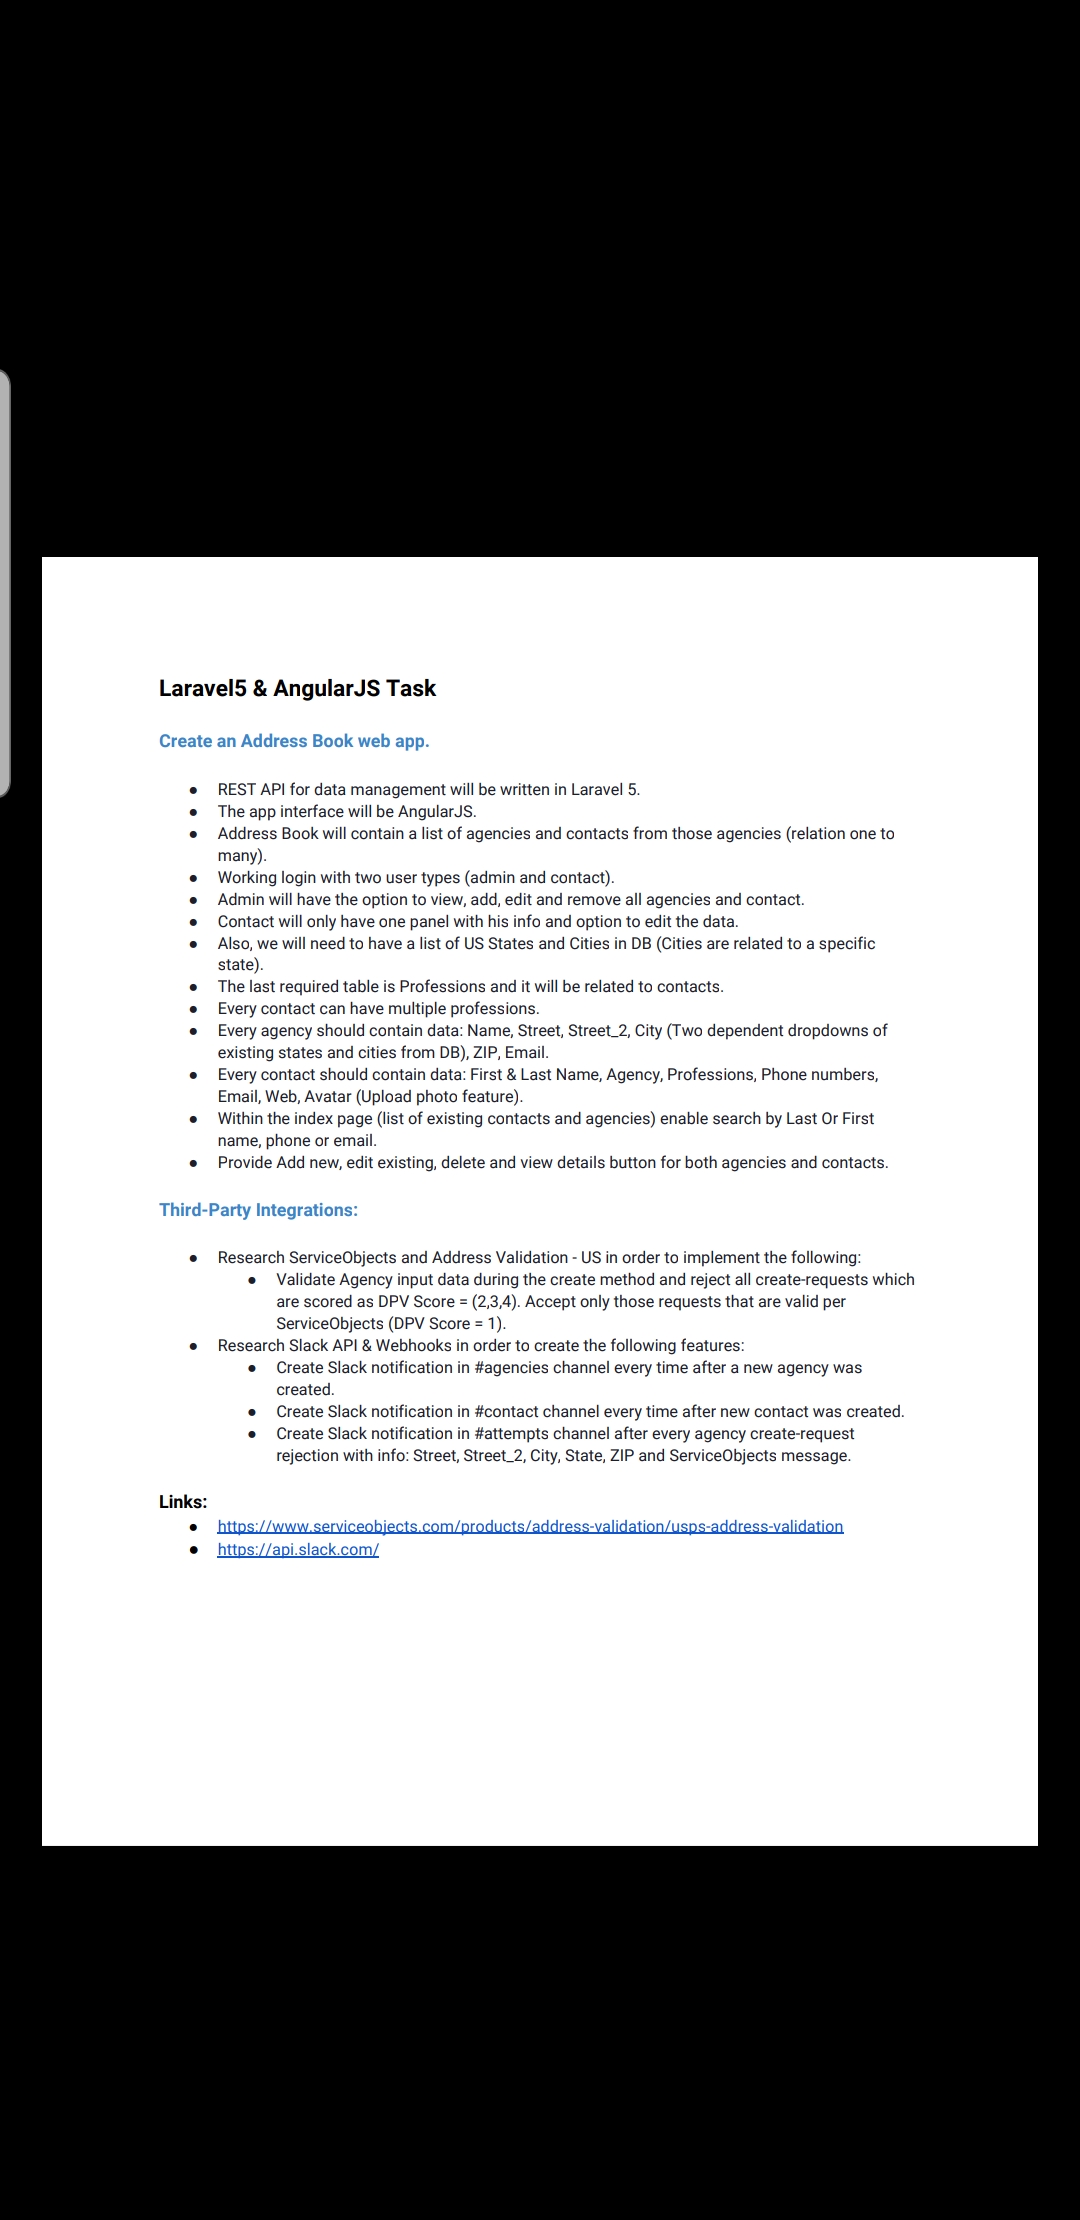 Laravel5 & AngularJS Task
Create an Address Book web app.
● REST API for data management will be written in Laravel 5.
● The app interface will be AngularJS.
● Address Book will contain a list of agencies and contacts from those agencies (relation one to
many).
● Working login with two user types (admin and contact).
● Admin will have the option to view, add, edit and remove all agencies and contact.
● Contact will only have one panel with his info and option to edit the data.
● Also, we will need to have a list of US States and Cities in DB (Cities are related to a specific
state).
● The last required table is Professions and it will be related to contacts.
● Every contact can have multiple professions.
● Every agency should contain data: Name, Street, Street_2, City (Two dependent dropdowns of
existing states and cities from DB), ZIP, Email.
● Every contact should contain data: First & Last Name, Agency, Professions, Phone numbers,
Email, Web, Avatar (Upload photo feature).
● Within the index page (list of existing contacts and agencies) enable search by Last Or First
name, phone or email.
● Provide Add new, edit existing, delete and view details button for both agencies and contacts.
Third-Party Integrations:
● Research ServiceObjects and Address Validation - US in order to implement the following:
● Validate Agency input data during the create method and reject all create-requests which
are scored as DPV Score = (2,3,4). Accept only those requests that are valid per
ServiceObjects (DPV Score = 1).
● Research Slack API & Webhooks in order to create the following features:
● Create Slack notification in #agencies channel every time after a new agency was
created.
● Create Slack notification in #contact channel every time after new contact was created.
● Create Slack notification in #attempts channel after every agency create-request
rejection with info: Street, Street_2, City, State, ZIP and ServiceObjects message.
Links:
● https://www.serviceobjects.com/products/address-validation/usps-address-validation
● https://api.slack.com/